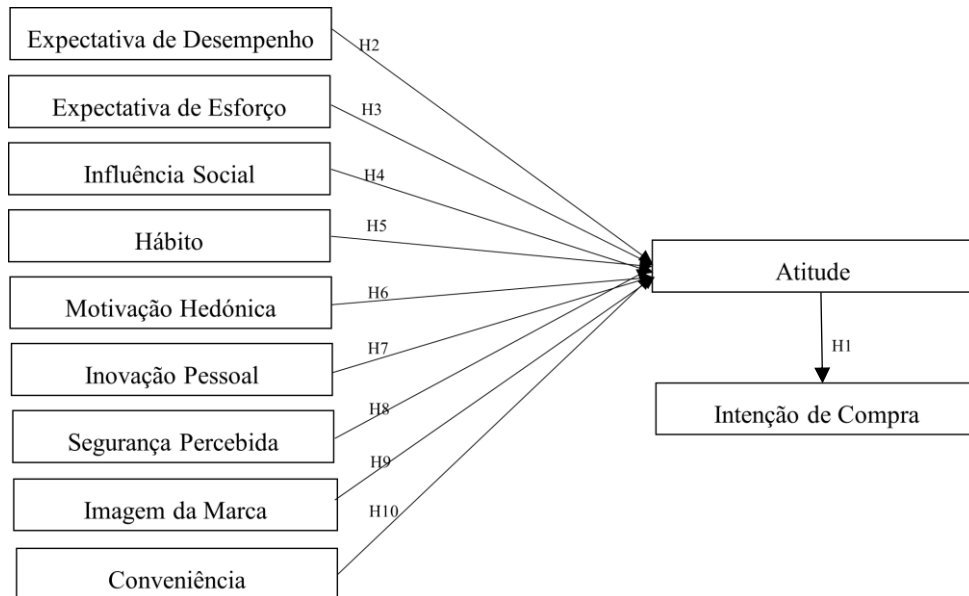 Expectativa de Desempenho
H2
Expectativa de Esforço
H3
Influência Social
H4
Hábito
H5
Motivação Hedónica
H6
Inovação Pessoal
H7
Segurança Percebida
H8
Imagem da Marca
H9
Conveniência
H10
Atitude
H1
Intenção de Compra